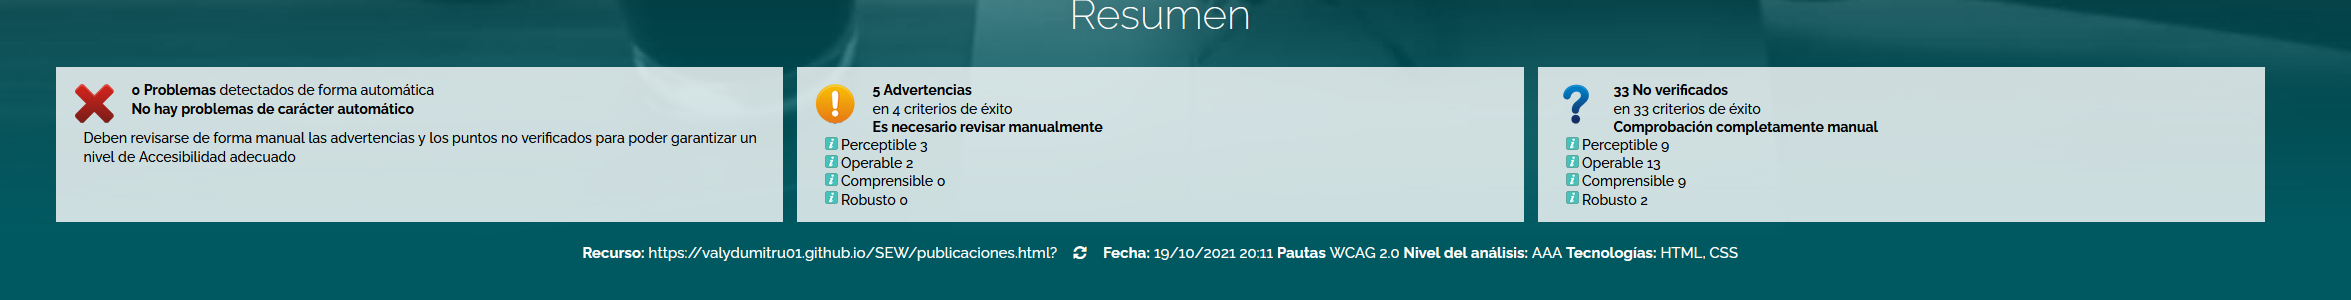 Resumen
0 Problemas detectados de forma automática
No hay problemas de carácter automático
Deben revisarse de forma manual las advertencias y los puntos no verificados para poder garantizar un
nivel de Accesibilidad adecuado
5 Advertencias
en 4 criterios de éxito
Es necesario revisar manualmente
Perceptible 3
Operable 2
Comprensible 0
Robusto 0
33 No verificados
en 33 criterios de éxito
Comprobación completamente manual
Perceptible 9
Operable 13
Comprensible 9
Robusto 2
Recurso: https://valydumitru01.github.io/SEW/publicaciones.html? Fecha: 19/10/2021 20:11 Pautas WCAG 2.0 Nivel del análisis: AAA Tecnologías: HTML, CSS